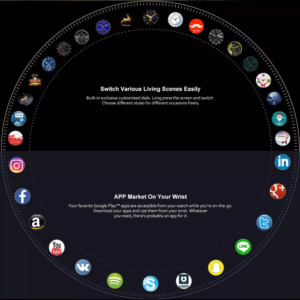 Switch Various Living Scenes Easily
Built-in exclusive customized dials. Long press the screen and switch.
Choose different styles for different occasions freely.
APP Market On Your Wrist
Your favorite Google Play™ apps are accessible from your watch while you're on-the-go.
Download your apps and use them from your wrist. Whatever
you need, there's probably an app for it.
in
f
g+
a
You
LINE
S